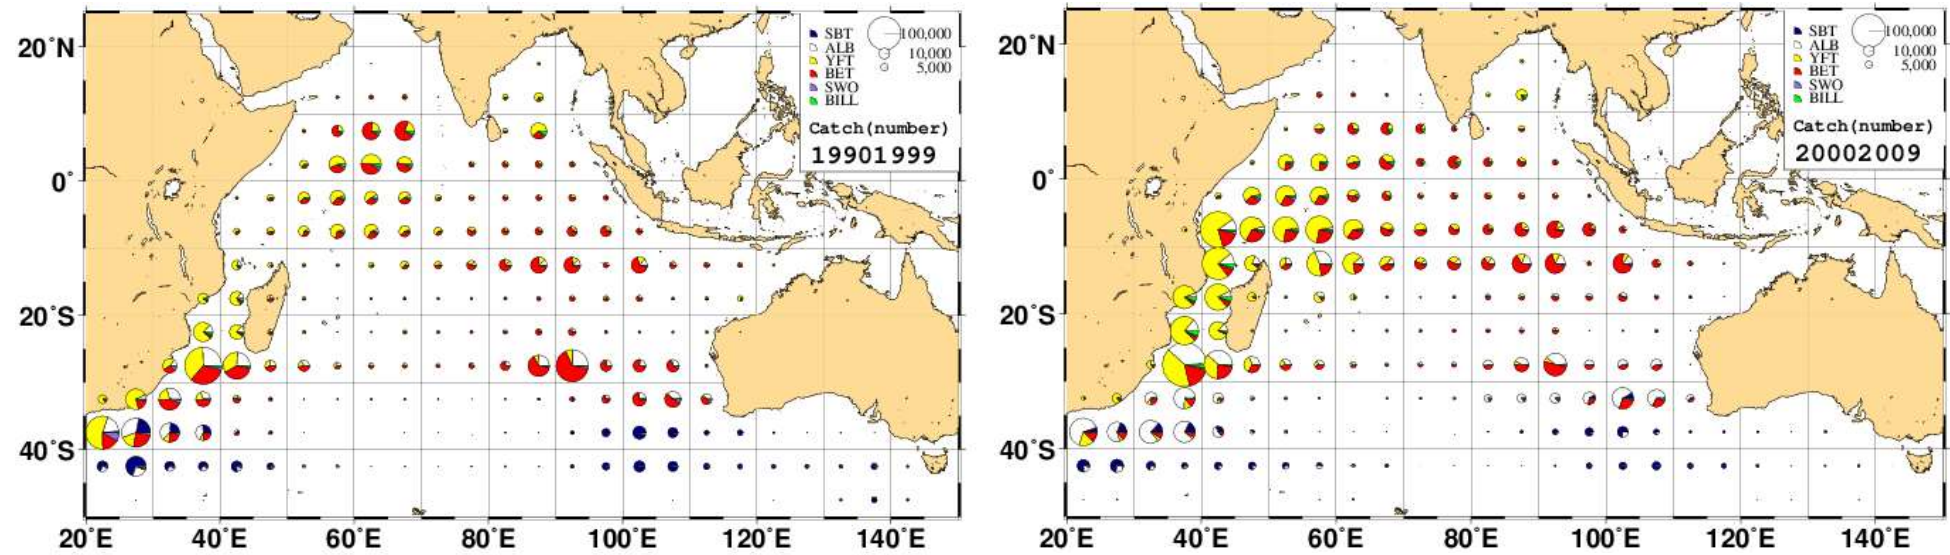 SBT
ALB
YFT
BET
SWO
BILL
100,000
10,000
5,000
Catch(number)
19901999
20˚N
0˚
20˚S
40˚S
20˚E
40˚E
60˚E
80˚E
100˚E
120˚E
140˚E
SBT
ALB
YFT
BET
SWO
BILL
100,000
10,000
5,000
Catch(number)
20002009
20˚N
0˚
20˚S
40˚S
20˚E
40˚E
60˚E
80˚E
100˚E
120˚E
140˚E